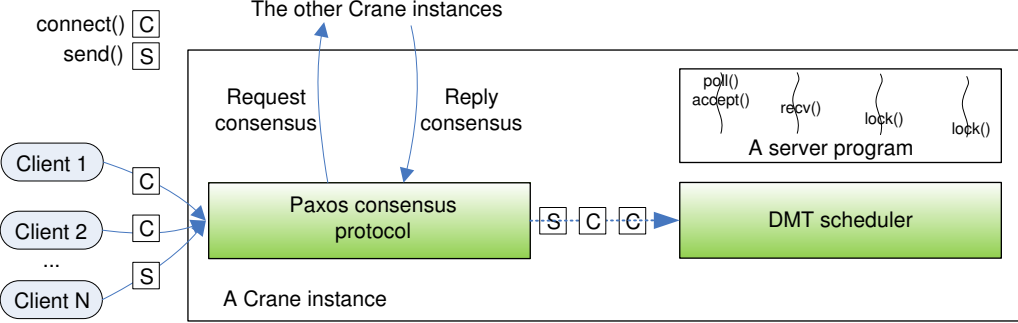 The other Crane instances
connect() C
send() S
Request
consensus
Reply
consensus
poll()
accept()
recv()
lock()
lock()
A server program
Client 1
C
Client 2
C
...
Client N
S
Paxos consensus
protocol
S C C
DMT scheduler
A Crane instance